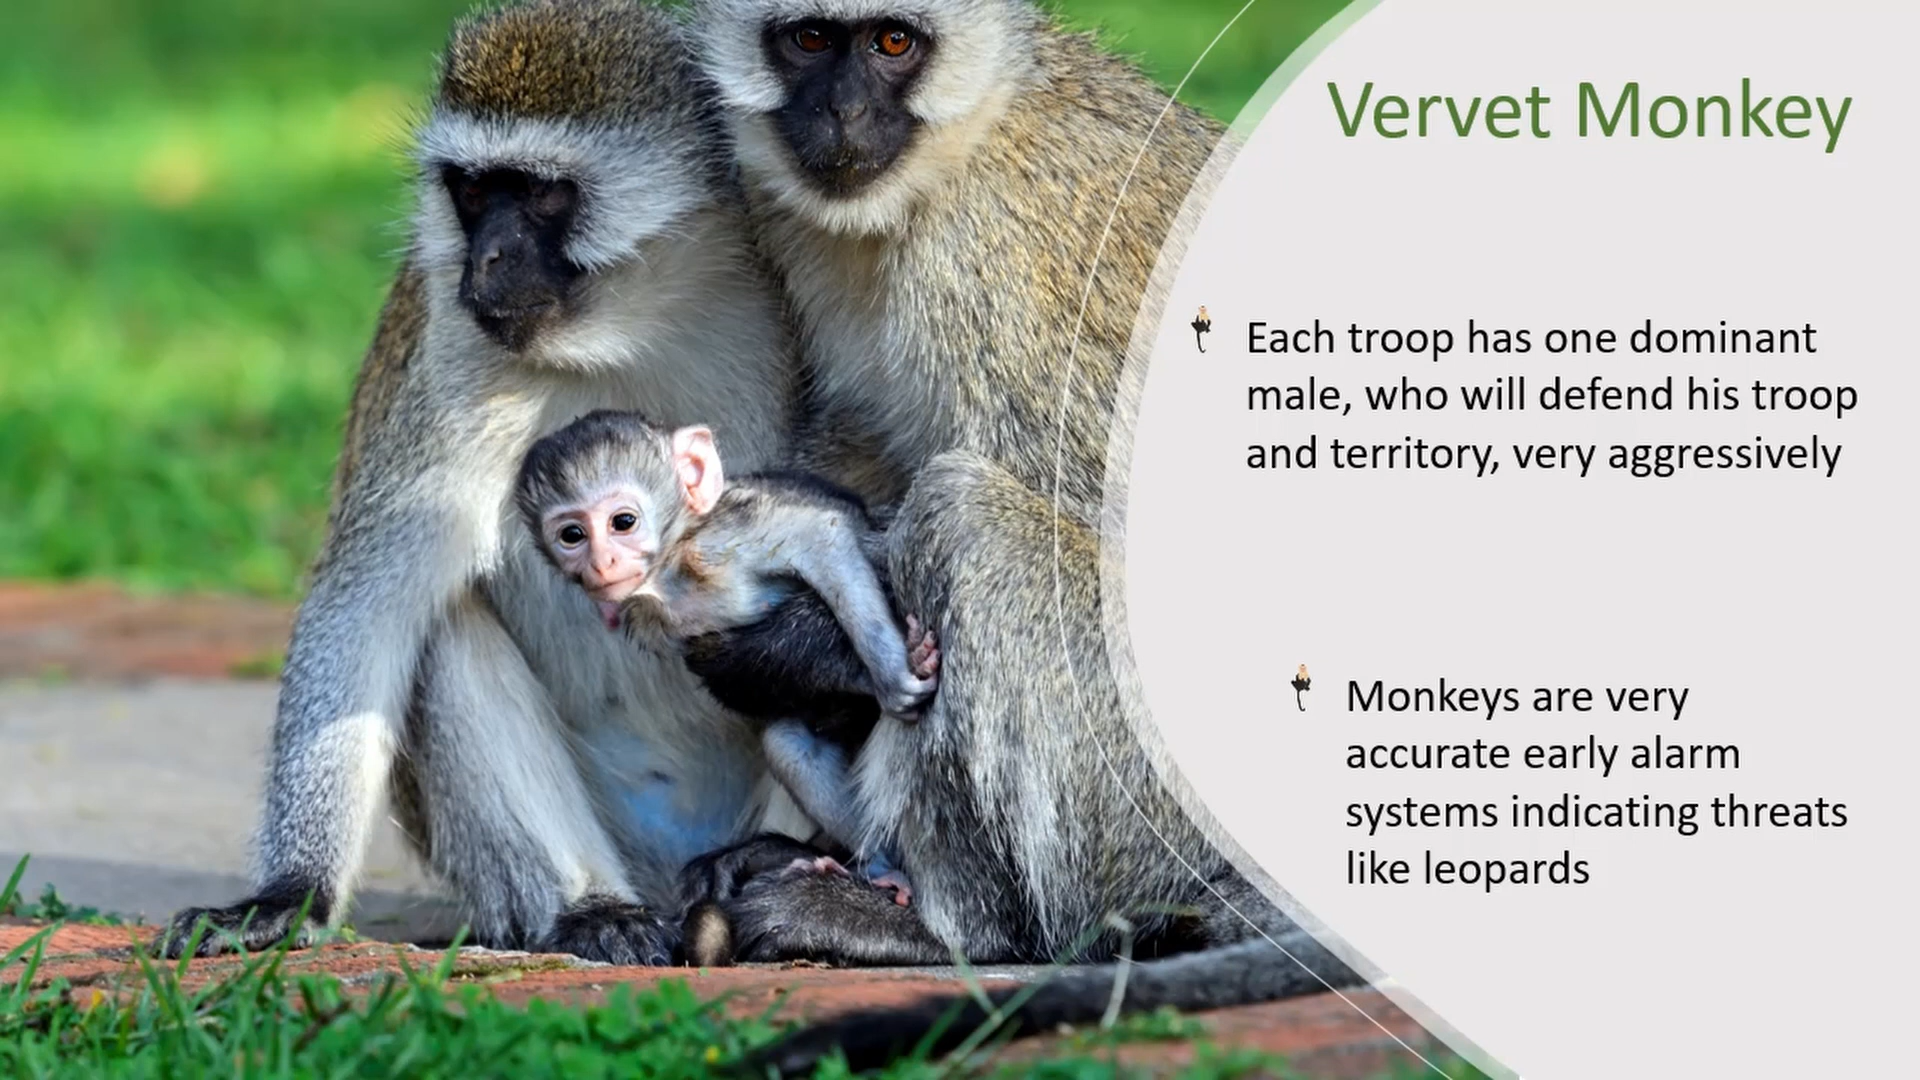 Vervet Monkey
Each troop has one dominant
male, who will defend his troop
and territory, very aggressively
Monkeys are very
accurate early alarm
systems indicating threats
like leopards